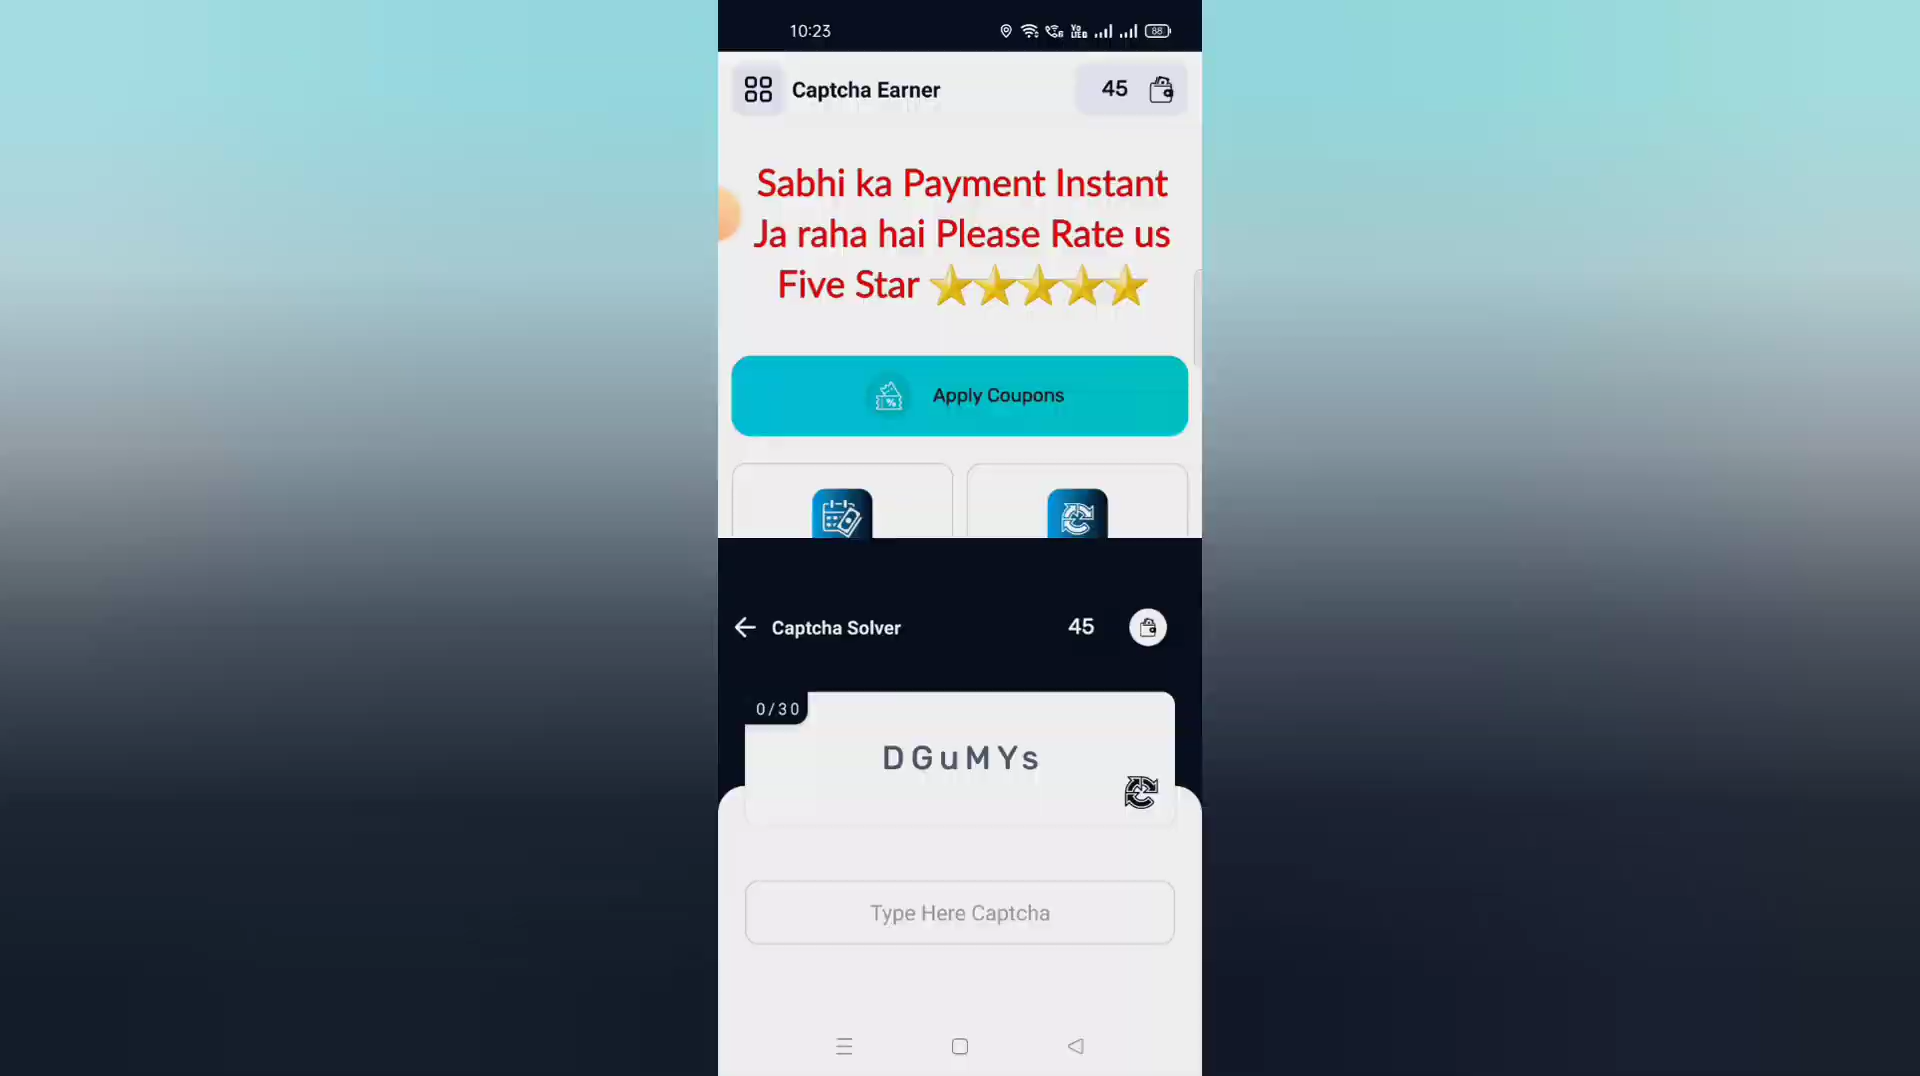 10:23
88
Captcha Earner
45
Sabhi ka Payment Instant
Ja raha hai Please Rate us
Five Star ⭐⭐⭐⭐⭐
Apply Coupons
Captcha Solver
45
0/30
DGuMYs
Type Here Captcha